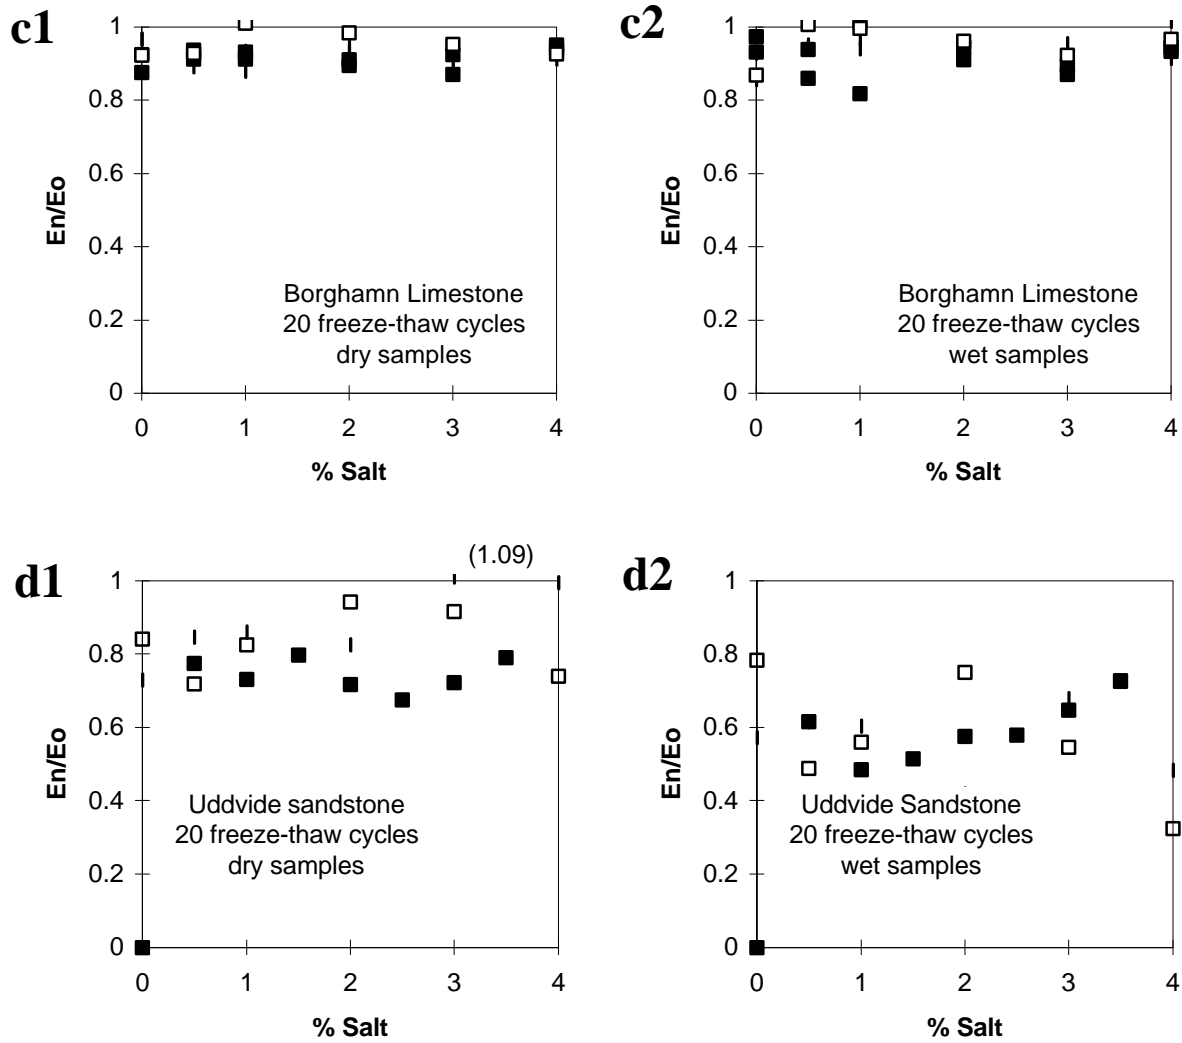 c1
1
0.8
0.6
0.4
0.2
0
En/Eo
Borghamn Limestone
20 freeze-thaw cycles
dry samples
0 1 2 3 4
% Salt
c2
1
0.8
0.6
0.4
0.2
0
En/Eo
Borghamn Limestone
20 freeze-thaw cycles
wet samples
0 1 2 3 4
% Salt
d1
(1.09)
1
0.8
0.6
0.4
0.2
0
En/Eo
Uddvide sandstone
20 freeze-thaw cycles
dry samples
0 1 2 3 4
% Salt
d2
1
0.8
0.6
0.4
0.2
0
En/Eo
Uddvide Sandstone
20 freeze-thaw cycles
wet samples
0 1 2 3 4
% Salt